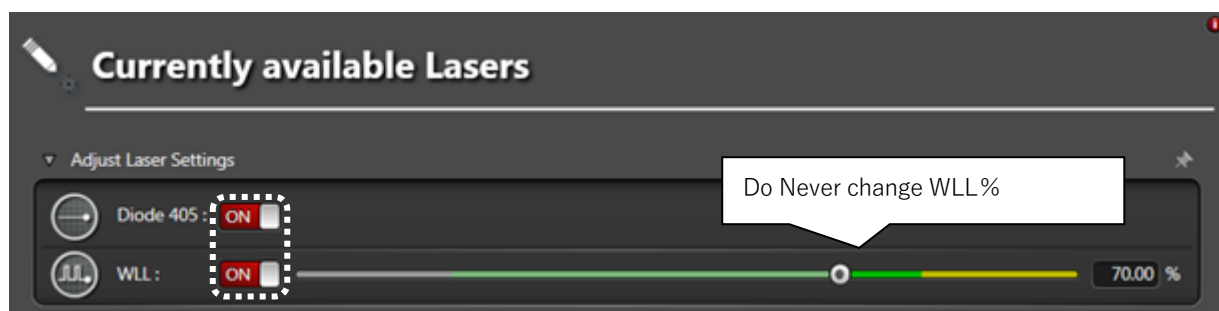 Currently available Lasers
Adjust Laser Settings
Do Never change WLL%
Diode 405 : ON
WLL : ON 70.00 %